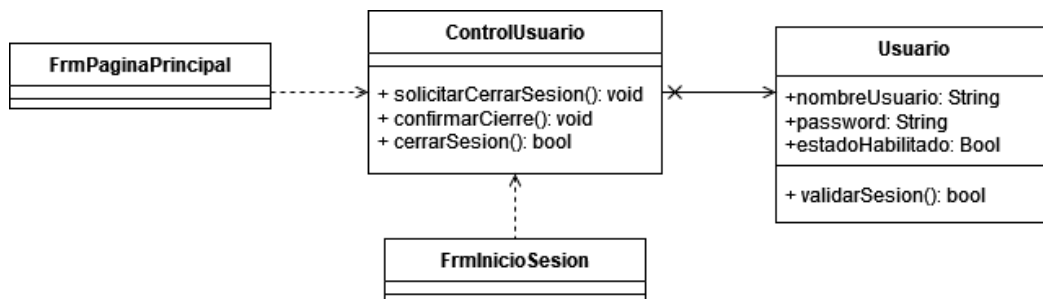 ControlUsuario
FrmPaginaPrincipal
+ solicitarCerrarSesion(): void
+ confirmarCierre(): void
+ cerrarSesion(): bool
Usuario
+nombreUsuario: String
+password: String
+estadoHabilitado: Bool
+ validarSesion(): bool
FrmInicioSesion